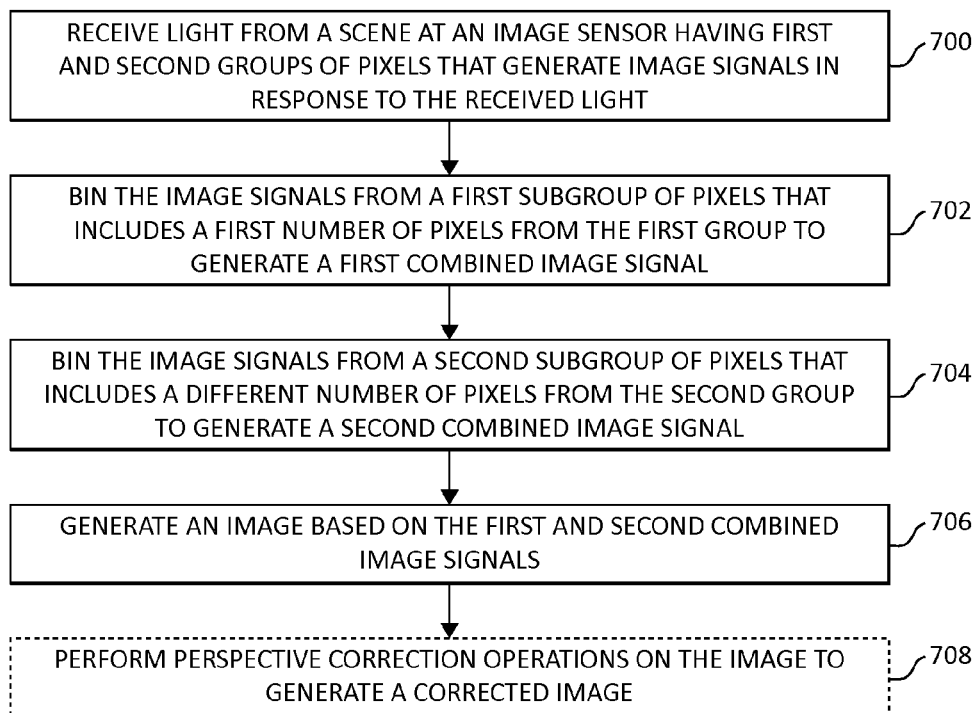 RECEIVE LIGHT FROM A SCENE AT AN IMAGE SENSOR HAVING FIRST
AND SECOND GROUPS OF PIXELS THAT GENERATE IMAGE SIGNALS IN
RESPONSE TO THE RECEIVED LIGHT
700
BIN THE IMAGE SIGNALS FROM A FIRST SUBGROUP OF PIXELS THAT
INCLUDES A FIRST NUMBER OF PIXELS FROM THE FIRST GROUP TO
GENERATE A FIRST COMBINED IMAGE SIGNAL
702
BIN THE IMAGE SIGNALS FROM A SECOND SUBGROUP OF PIXELS THAT
INCLUDES A DIFFERENT NUMBER OF PIXELS FROM THE SECOND GROUP
TO GENERATE A SECOND COMBINED IMAGE SIGNAL
704
GENERATE AN IMAGE BASED ON THE FIRST AND SECOND COMBINED
IMAGE SIGNALS
706
PERFORM PERSPECTIVE CORRECTION OPERATIONS ON THE IMAGE TO
GENERATE A CORRECTED IMAGE
708